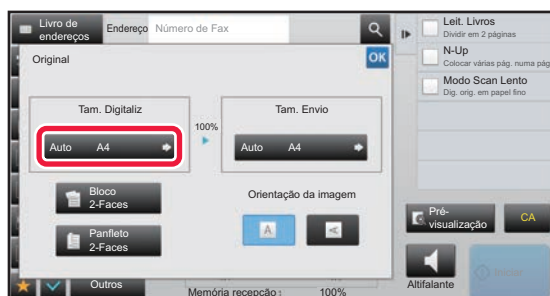 Livro de
endereços
Endereço
Número de Fax
Leit. Livros
Dividir em 2 páginas
N-Up
Colocar várias pág. numa pág
Modo Scan Lento
Dig. orig. em papel fino
Original
OK
Tam. Digitaliz
Auto A4
100%
Tam. Envio
Auto A4
Bloco
2-Faces
Panfleto
2-Faces
Orientação da imagem
A
A
Pré-
visualização
CA
Altifalante
Outros
Memória recepção : 100%